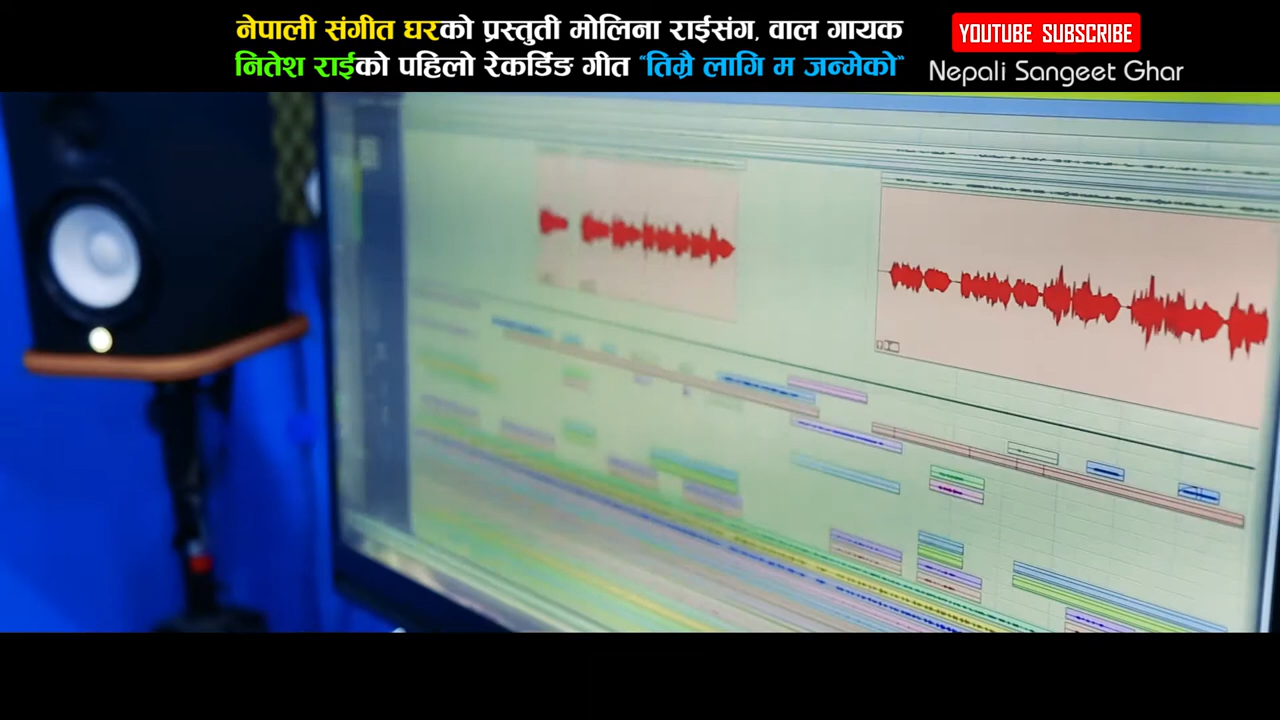 नेपाली संगीत घरको प्रस्तुती मोलिना राईसंग, वाल गायक
नितेश राईको पहिलो रेकर्डिङ गीत "तिम्रै लागि म जन्मेको"
YOUTUBE SUBSCRIBE
Nepali Sangeet Ghar